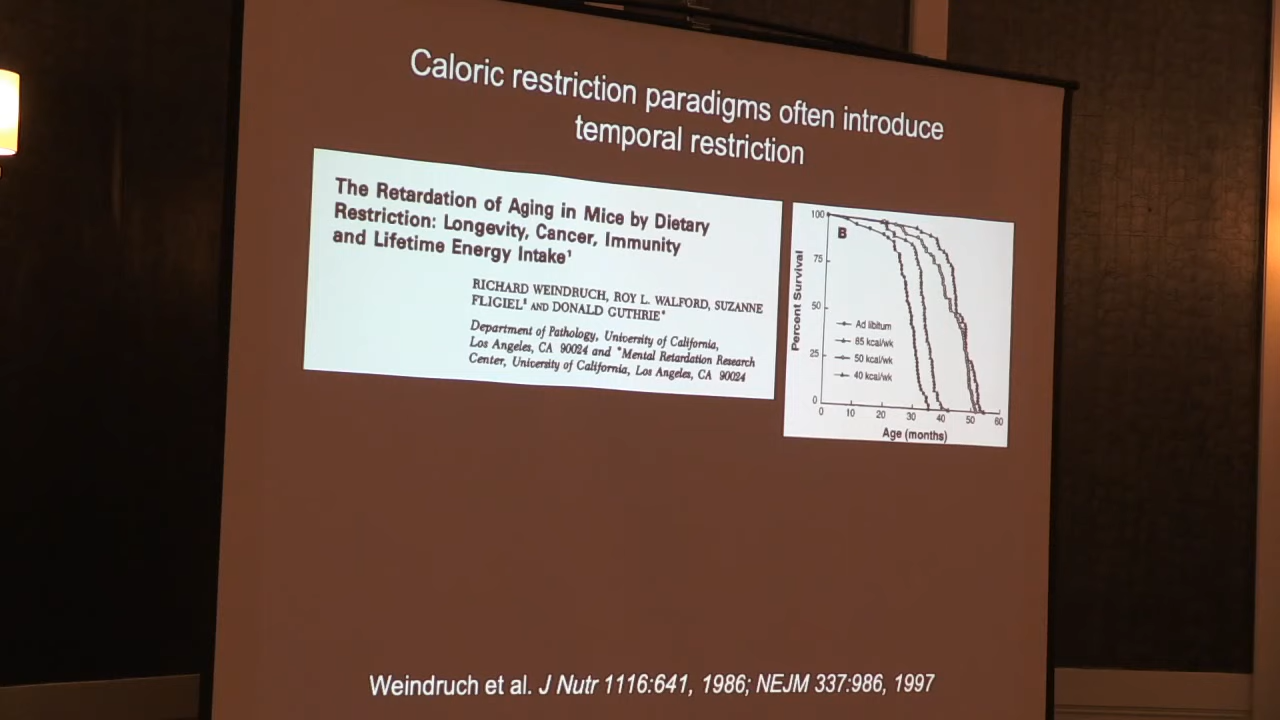 Caloric restriction paradigms often introduce
temporal restriction
The Retardation of Aging in Mice by Dietary
Restriction: Longevity, Cancer, Immunity
and Lifetime Energy Intake¹
RICHARD WEINDRUCH, ROY L. WALFORD, SUZANNE
FLIGIEL² AND DONALD GUTHRIE*
Department of Pathology, University of California,
Los Angeles, CA 90024 and *Mental Retardation Research
Center, University of California, Los Angeles, CA 90024
B
Percent Survival
100
75
50
25
0
Ad libitum
85 kcal/wk
50 kcal/wk
40 kcal/wk
0 10 20 30 40 50 60
Age (months)
Weindruch et al. J Nutr 1116:641, 1986; NEJM 337:986, 1997